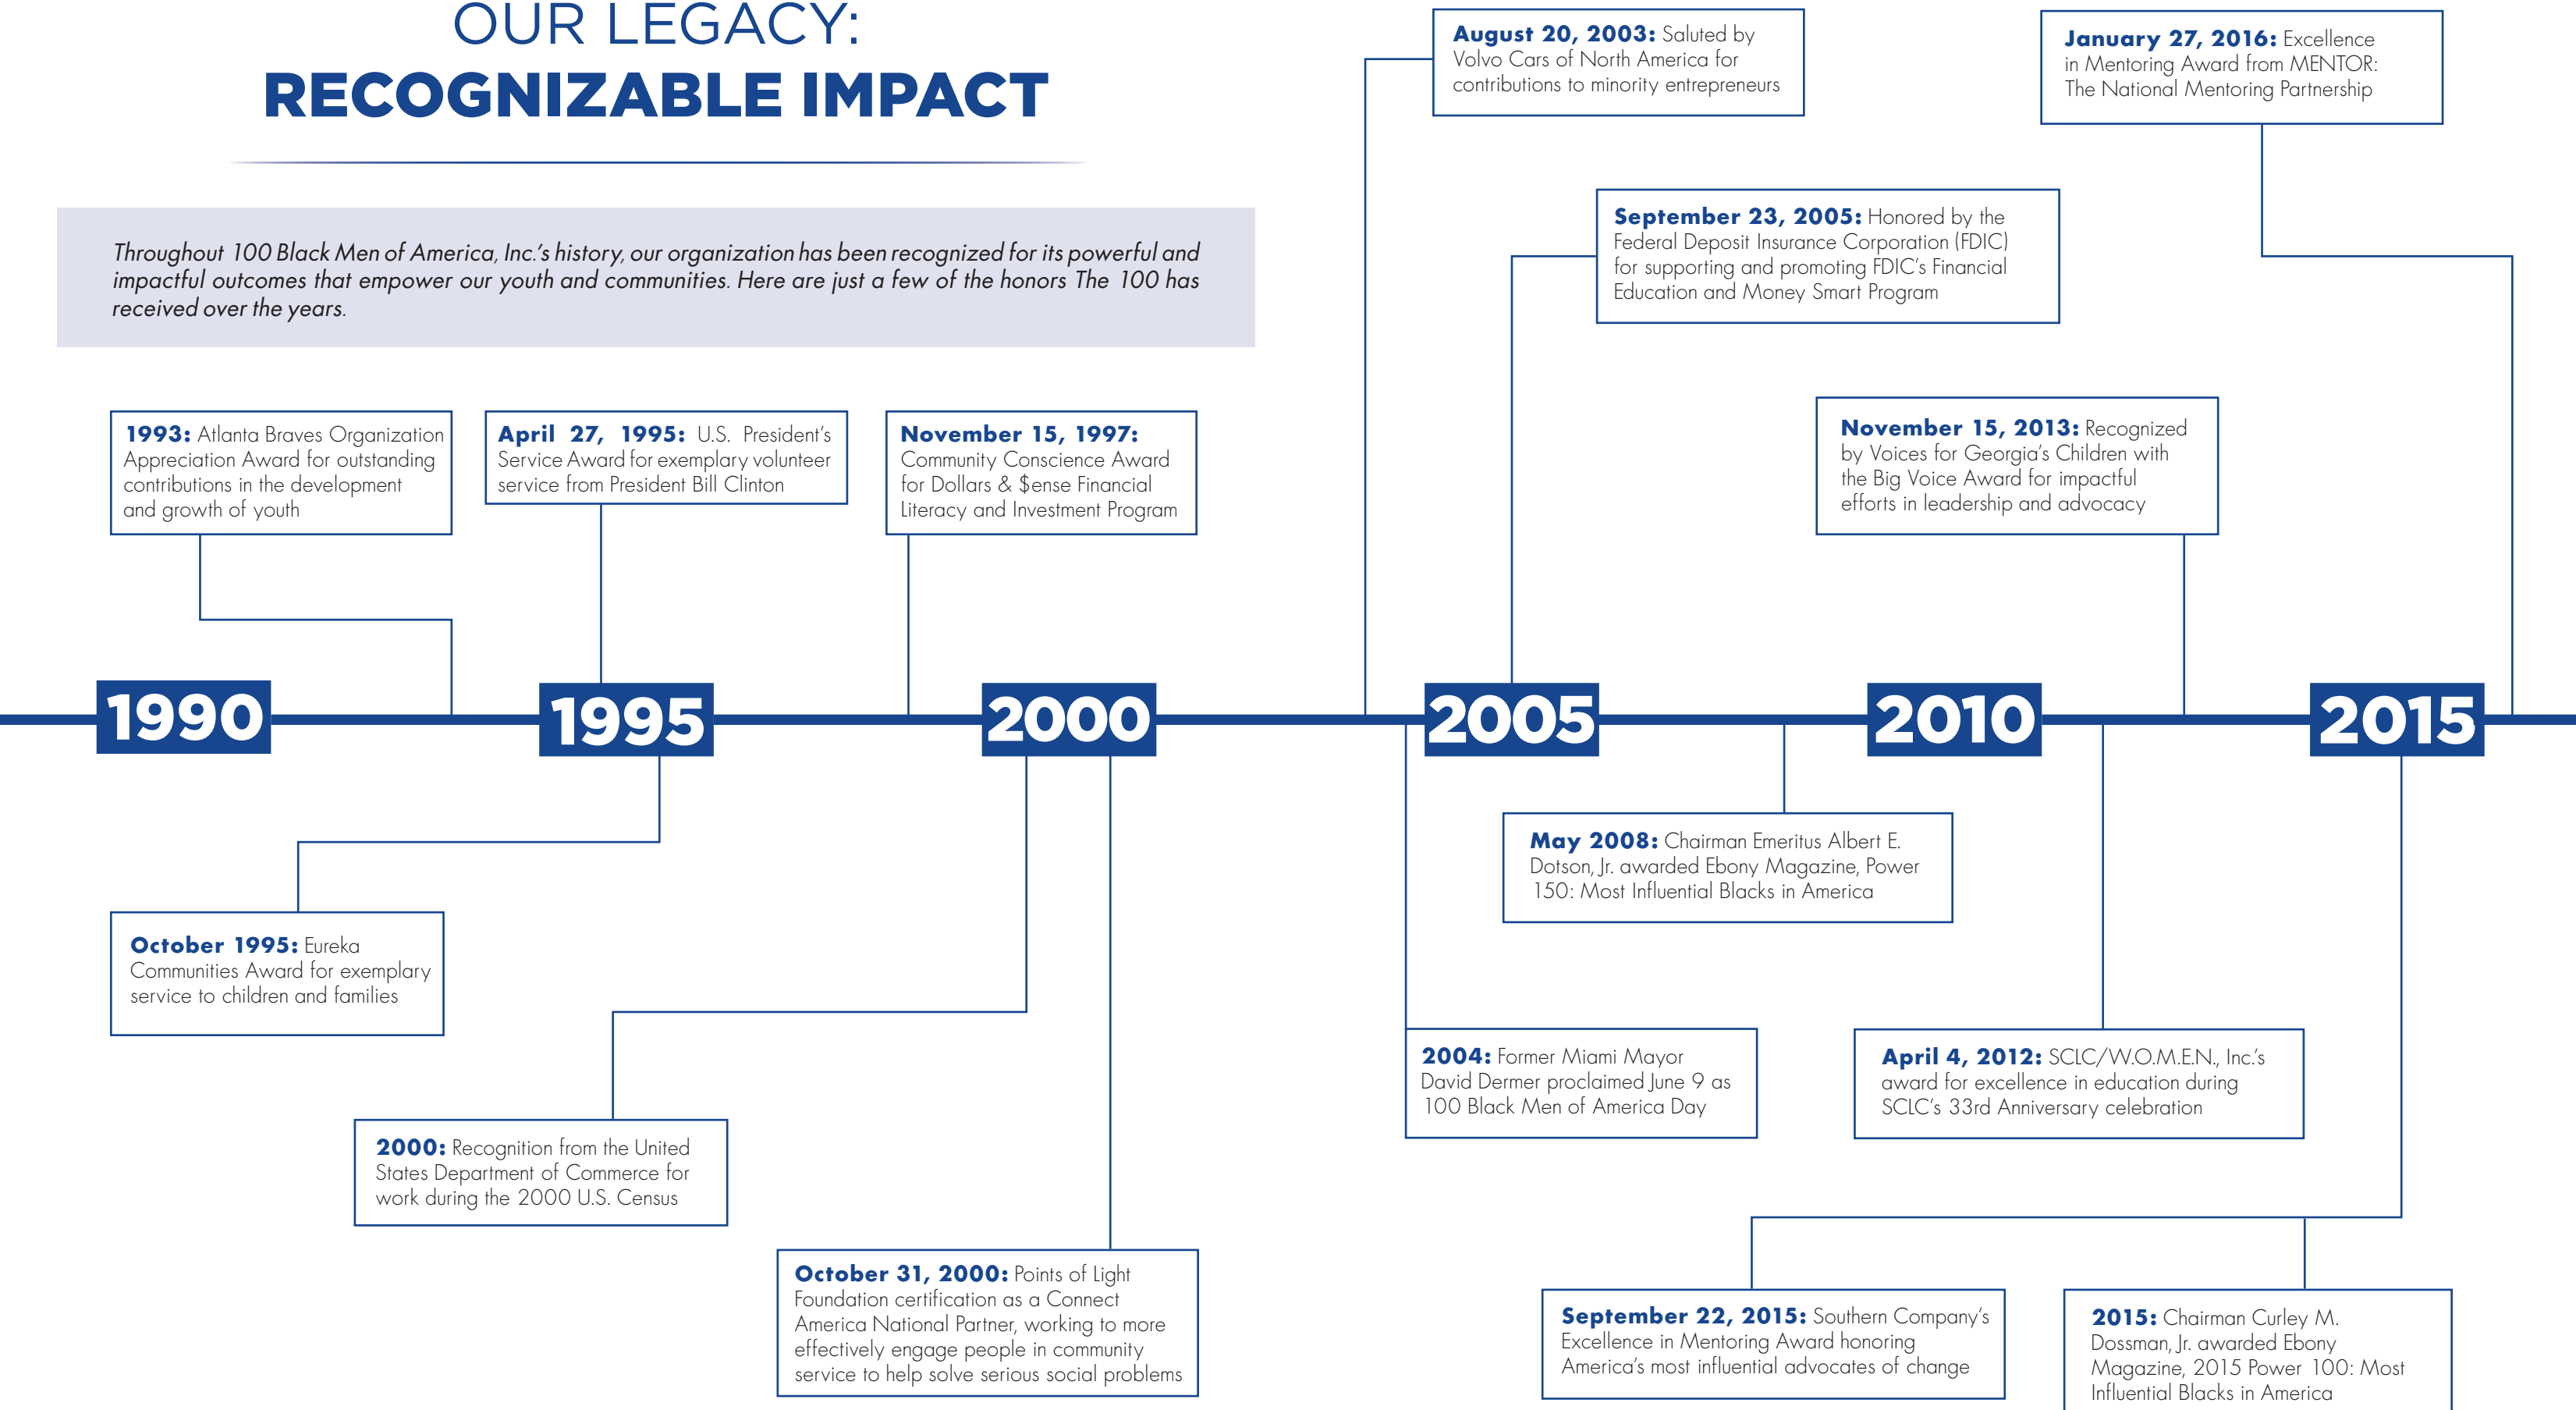 OUR LEGACY:
RECOGNIZABLE IMPACT
Throughout 100 Black Men of America, Inc.'s history, our organization has been recognized for its powerful and
impactful outcomes that empower our youth and communities. Here are just a few of the honors The 100 has
received over the years.
August 20, 2003: Saluted by
Volvo Cars of North America for
contributions to minority entrepreneurs
January 27, 2016: Excellence
in Mentoring Award from MENTOR:
The National Mentoring Partnership
September 23, 2005: Honored by the
Federal Deposit Insurance Corporation (FDIC)
for supporting and promoting FDIC's Financial
Education and Money Smart Program
1993: Atlanta Braves Organization
Appreciation Award for outstanding
contributions in the development
and growth of youth
April 27, 1995: U.S. President's
Service Award for exemplary volunteer
service from President Bill Clinton
November 15, 1997:
Community Conscience Award
for Dollars & $ense Financial
Literacy and Investment Program
November 15, 2013: Recognized
by Voices for Georgia's Children with
the Big Voice Award for impactful
efforts in leadership and advocacy
1990
1995
2000
2005
2010
2015
October 1995: Eureka
Communities Award for exemplary
service to children and families
2000: Recognition from the United
States Department of Commerce for
work during the 2000 U.S. Census
October 31, 2000: Points of Light
Foundation certification as a Connect
America National Partner, working to more
effectively engage people in community
service to help solve serious social problems
May 2008: Chairman Emeritus Albert E.
Dotson, Jr. awarded Ebony Magazine, Power
150: Most Influential Blacks in America
2004: Former Miami Mayor
David Dermer proclaimed June 9 as
100 Black Men of America Day
April 4, 2012: SCLC/W.O.M.E.N., Inc.'s
award for excellence in education during
SCLC's 33rd Anniversary celebration
September 22, 2015: Southern Company's
Excellence in Mentoring Award honoring
America's most influential advocates of change
2015: Chairman Curley M.
Dossman, Jr. awarded Ebony
Magazine, 2015 Power 100: Most
Influential Blacks in America